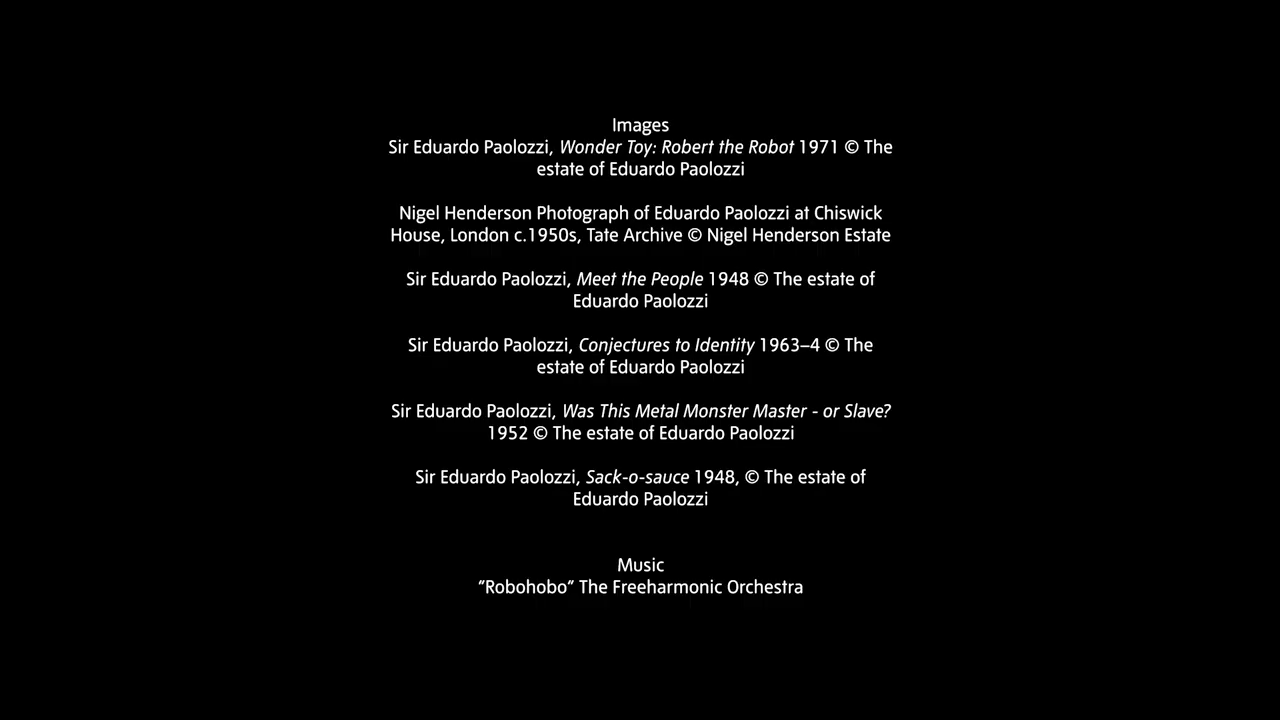 Images
Sir Eduardo Paolozzi, Wonder Toy: Robert the Robot 1971 © The
estate of Eduardo Paolozzi
Nigel Henderson Photograph of Eduardo Paolozzi at Chiswick
House, London c.1950s, Tate Archive © Nigel Henderson Estate
Sir Eduardo Paolozzi, Meet the People 1948 © The estate of
Eduardo Paolozzi
Sir Eduardo Paolozzi, Conjectures to Identity 1963–4 © The
estate of Eduardo Paolozzi
Sir Eduardo Paolozzi, Was This Metal Monster Master - or Slave?
1952 © The estate of Eduardo Paolozzi
Sir Eduardo Paolozzi, Sack-o-sauce 1948, © The estate of
Eduardo Paolozzi
Music
"Robohobo" The Freeharmonic Orchestra